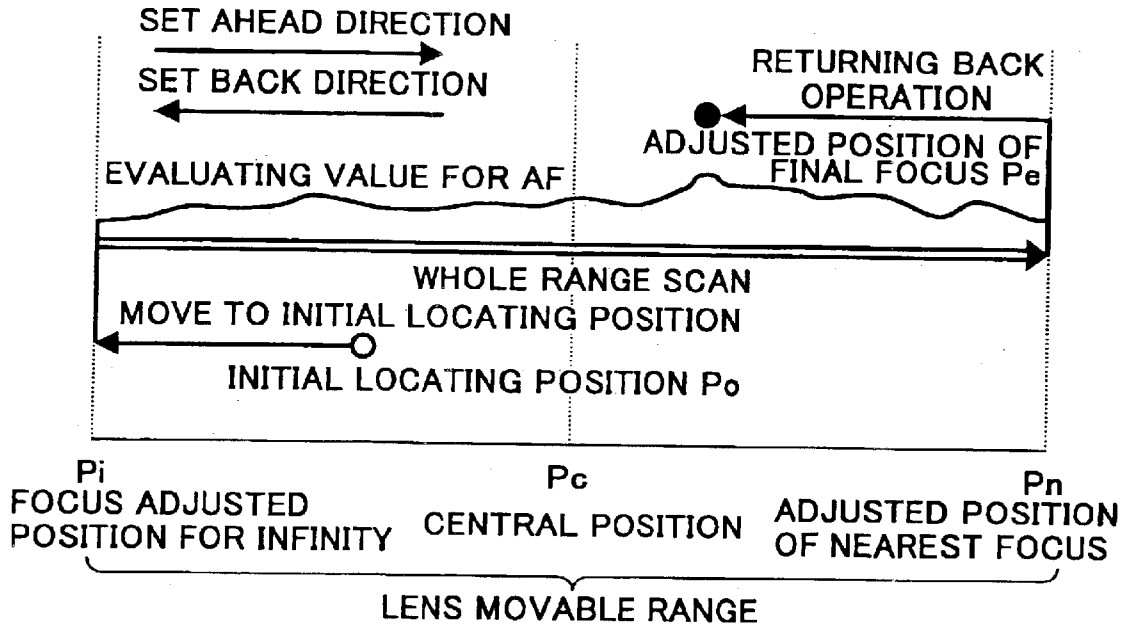 SET AHEAD DIRECTION
SET BACK DIRECTION
RETURNING BACK
OPERATION
ADJUSTED POSITION OF
FINAL FOCUS Pe
EVALUATING VALUE FOR AF
WHOLE RANGE SCAN
MOVE TO INITIAL LOCATING POSITION
INITIAL LOCATING POSITION Po
Pi
FOCUS ADJUSTED
POSITION FOR INFINITY
Pc
CENTRAL POSITION
Pn
ADJUSTED POSITION
OF NEAREST FOCUS
LENS MOVABLE RANGE